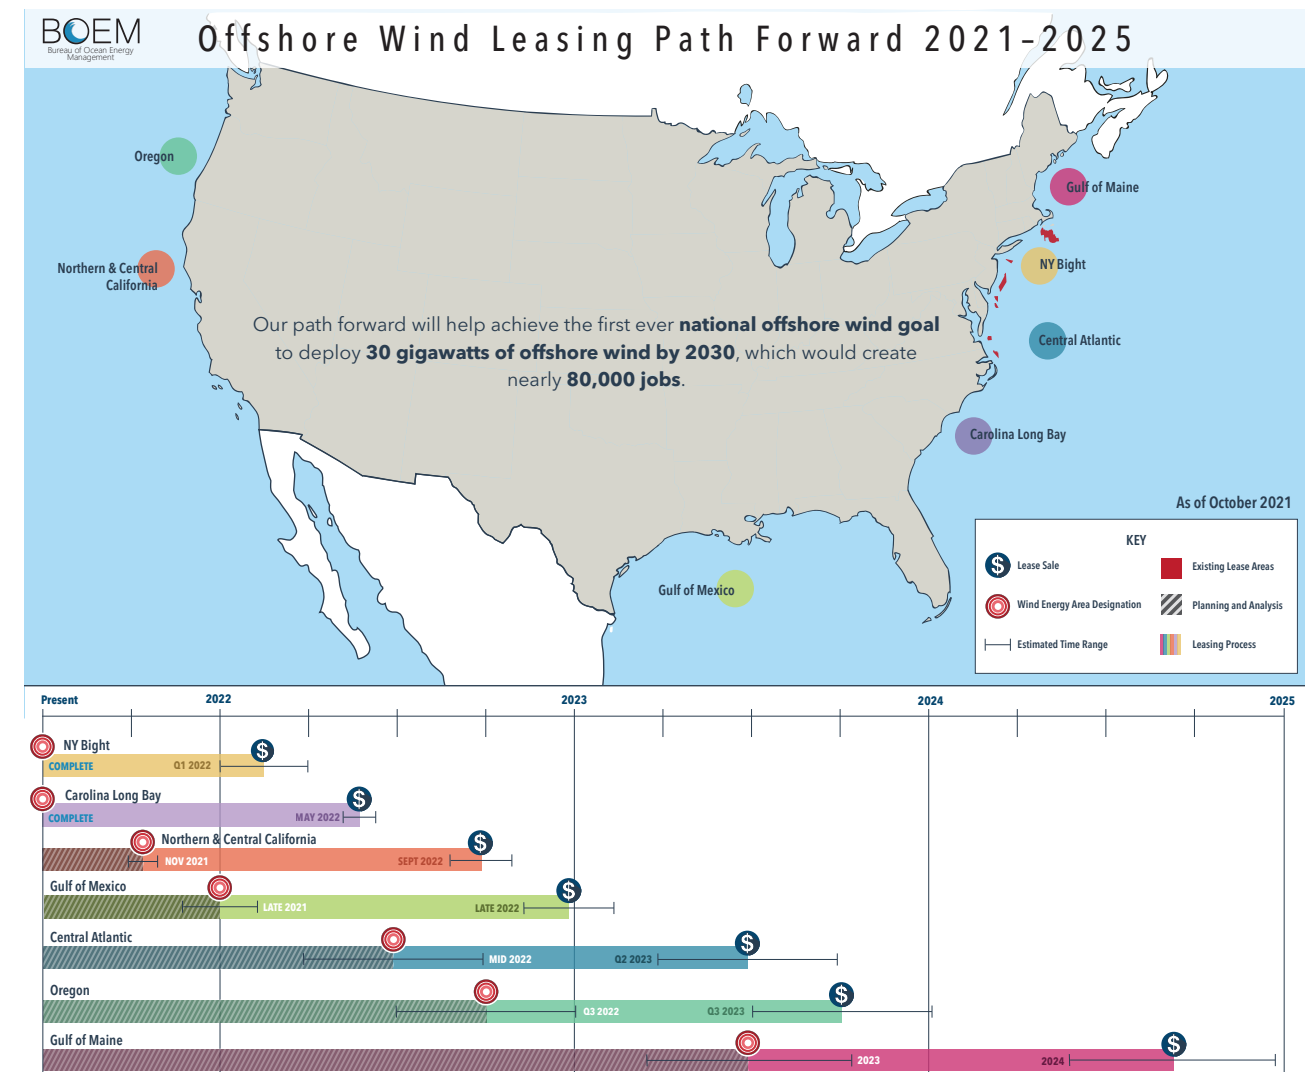 BOEM
Bureau of Ocean Energy
Management
Offshore Wind Leasing Path Forward 2021–2025
Oregon
Gulf of Maine
Northern & Central
California
NY Bight
Our path forward will help achieve the first ever national offshore wind goal
to deploy 30 gigawatts of offshore wind by 2030, which would create
nearly 80,000 jobs.
Central Atlantic
Carolina Long Bay
Gulf of Mexico
As of October 2021
KEY
$ Lease Sale
Existing Lease Areas
Wind Energy Area Designation
Planning and Analysis
Estimated Time Range
Leasing Process
Present 2022 2023 2024 2025
NY Bight $
COMPLETE Q1 2022
Carolina Long Bay $
COMPLETE MAY 2022
Northern & Central California $
NOV 2021 SEPT 2022
Gulf of Mexico $
LATE 2021 LATE 2022
Central Atlantic $
MID 2022 Q2 2023
Oregon $
Q3 2022 Q3 2023
Gulf of Maine $
2023 2024